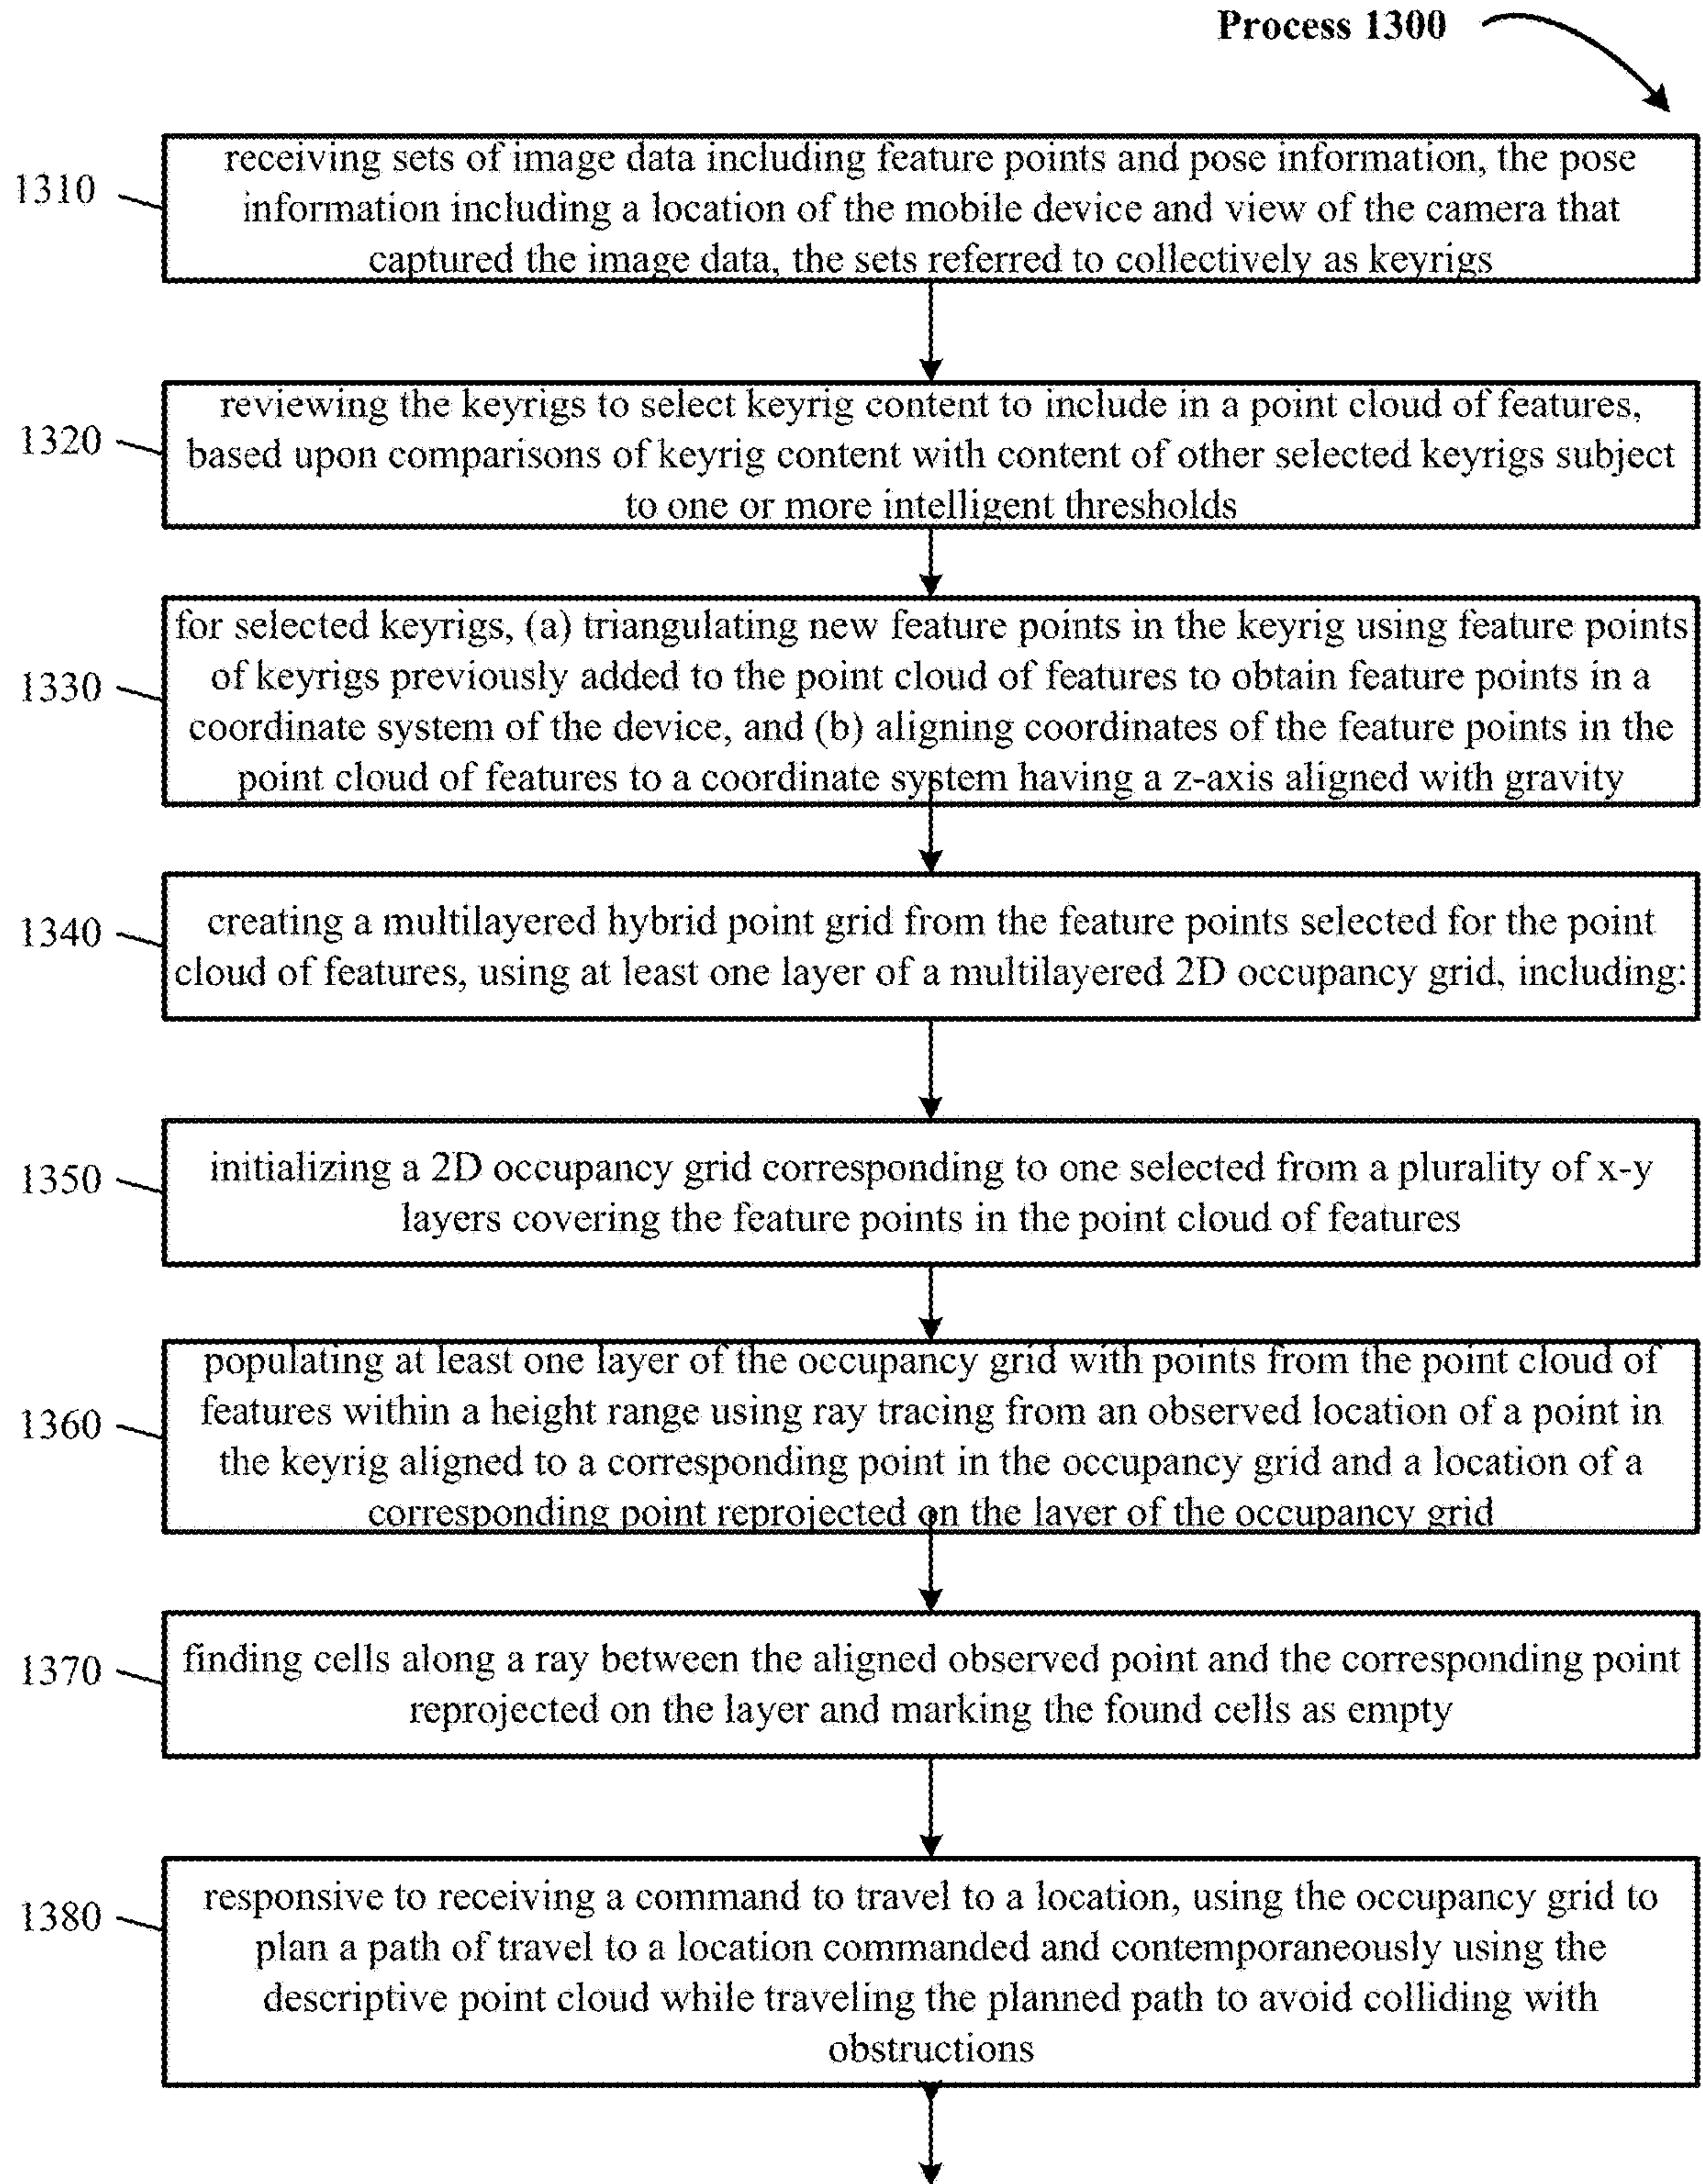 Process 1300
1310
receiving sets of image data including feature points and pose information, the pose
information including a location of the mobile device and view of the camera that
captured the image data, the sets referred to collectively as keyrigs
1320
reviewing the keyrigs to select keyrig content to include in a point cloud of features,
based upon comparisons of keyrig content with content of other selected keyrigs subject
to one or more intelligent thresholds
1330
for selected keyrigs, (a) triangulating new feature points in the keyrig using feature points
of keyrigs previously added to the point cloud of features to obtain feature points in a
coordinate system of the device, and (b) aligning coordinates of the feature points in the
point cloud of features to a coordinate system having a z-axis aligned with gravity
1340
creating a multilayered hybrid point grid from the feature points selected for the point
cloud of features, using at least one layer of a multilayered 2D occupancy grid, including:
1350
initializing a 2D occupancy grid corresponding to one selected from a plurality of x-y
layers covering the feature points in the point cloud of features
1360
populating at least one layer of the occupancy grid with points from the point cloud of
features within a height range using ray tracing from an observed location of a point in
the keyrig aligned to a corresponding point in the occupancy grid and a location of a
corresponding point reprojected on the layer of the occupancy grid
1370
finding cells along a ray between the aligned observed point and the corresponding point
reprojected on the layer and marking the found cells as empty
1380
responsive to receiving a command to travel to a location, using the occupancy grid to
plan a path of travel to a location commanded and contemporaneously using the
descriptive point cloud while traveling the planned path to avoid colliding with
obstructions